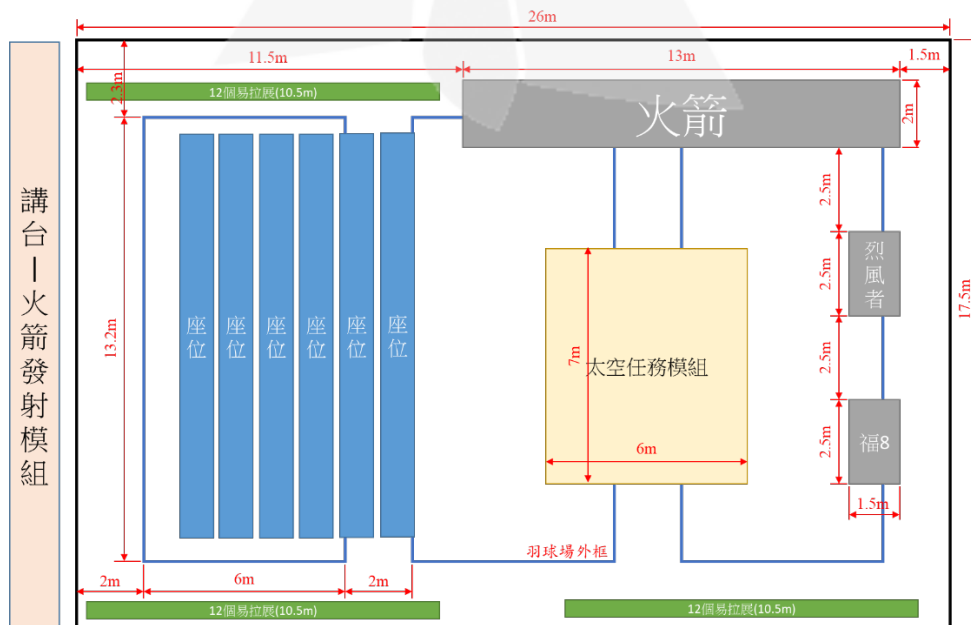 26m
11.5m
13m
1.5m
12個易拉展(10.5m)
2.3m
火箭
2m
講台－火箭發射模組
13.2m
座位
座位
座位
座位
座位
座位
2.5m
2.5m
烈風者
17.5m
7m
太空任務模組
6m
2.5m
2.5m
福8
1.5m
羽球場外框
2m
6m
2m
12個易拉展(10.5m)
12個易拉展(10.5m)